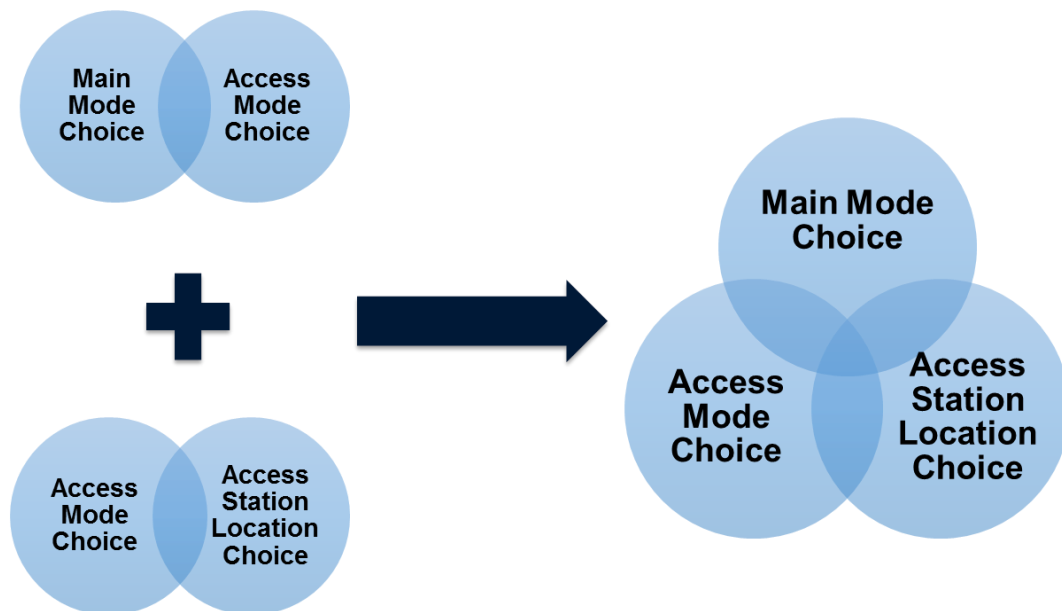 Main
Mode
Choice
Access
Mode
Choice
Access
Mode
Choice
Access
Station
Location
Choice
Main Mode
Choice
Access
Mode
Choice
Access
Station
Location
Choice